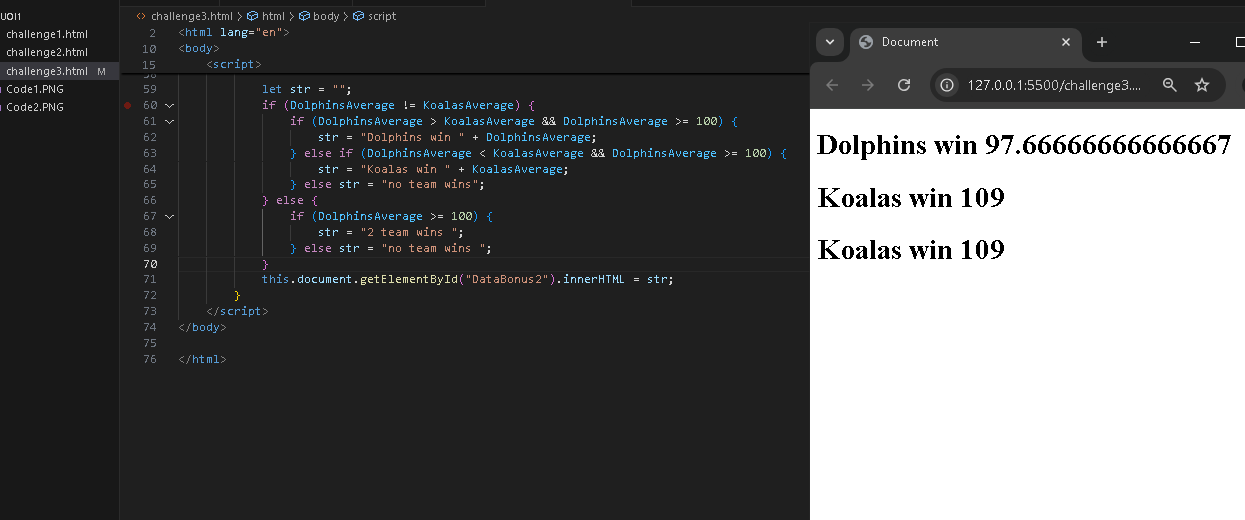 UOI1
challenge1.html
challenge2.html
challenge3.html M
Code1.PNG
Code2.PNG
challenge3.html > html > body > script
2 <html lang="en">
10 <body>
15 <script>
59 let str = "";
60 if (DolphinsAverage != KoalasAverage) {
61 if (DolphinsAverage > KoalasAverage && DolphinsAverage >= 100) {
62 str = "Dolphins win " + DolphinsAverage;
63 } else if (DolphinsAverage < KoalasAverage && DolphinsAverage >= 100) {
64 str = "Koalas win " + KoalasAverage;
65 } else str = "no team wins";
66 } else {
67 if (DolphinsAverage >= 100) {
68 str = "2 team wins ";
69 } else str = "no team wins ";
70 }
71 this.document.getElementById("DataBonus2").innerHTML = str;
72 }
73 </script>
74 </body>
75
76 </html>
Document
127.0.0.1:5500/challenge3....
Dolphins win 97.66666666666667
Koalas win 109
Koalas win 109